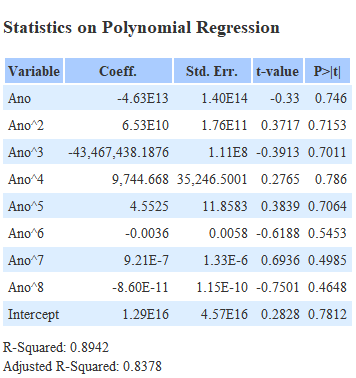 Statistics on Polynomial Regression
Variable Coeff. Std. Err. t-value P>|t|
Ano -4.63E13 1.40E14 -0.33 0.746
Ano^2 6.53E10 1.76E11 0.3717 0.7153
Ano^3 -43,467,438.1876 1.11E8 -0.3913 0.7011
Ano^4 9,744.668 35,246.5001 0.2765 0.786
Ano^5 4.5525 11.8583 0.3839 0.7064
Ano^6 -0.0036 0.0058 -0.6188 0.5453
Ano^7 9.21E-7 1.33E-6 0.6936 0.4985
Ano^8 -8.60E-11 1.15E-10 -0.7501 0.4648
Intercept 1.29E16 4.57E16 0.2828 0.7812
R-Squared: 0.8942
Adjusted R-Squared: 0.8378